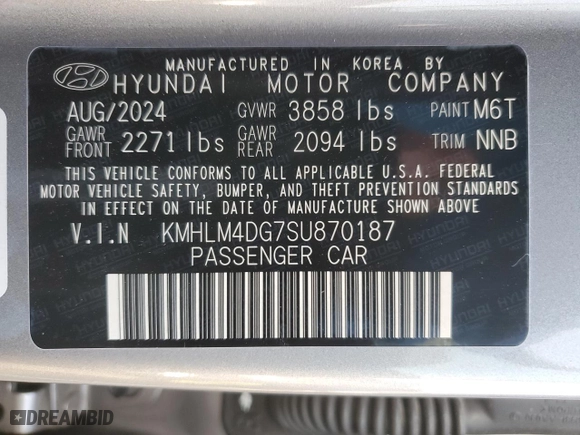 MANUFACTURED IN KOREA BY
HYUNDAI MOTOR COMPANY
AUG/2024 GVWR 3858 lbs PAINT M6T
GAWR FRONT 2271 lbs GAWR REAR 2094 lbs TRIM NNB
THIS VEHICLE CONFORMS TO ALL APPLICABLE U.S.A. FEDERAL
MOTOR VEHICLE SAFETY, BUMPER, AND THEFT PREVENTION STANDARDS
IN EFFECT ON THE DATE OF MANUFACTURE SHOWN ABOVE
V.I.N KMHLM4DG7SU870187
PASSENGER CAR
DREAMBID